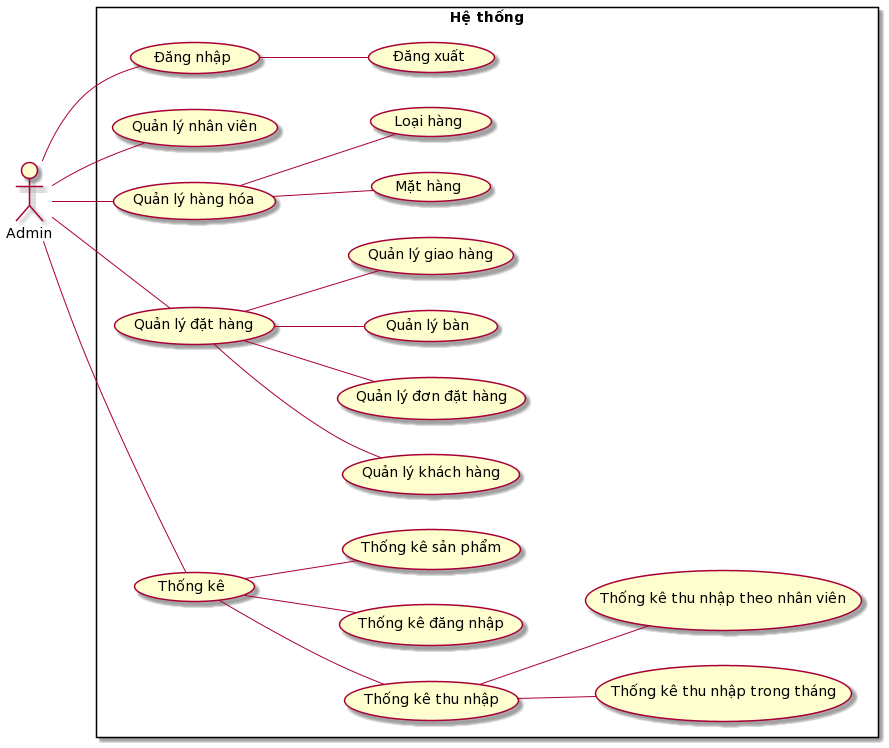 Hệ thống
Đăng nhập
Đăng xuất
Quản lý nhân viên
Loại hàng
Quản lý hàng hóa
Mặt hàng
Admin
Quản lý giao hàng
Quản lý đặt hàng
Quản lý bàn
Quản lý đơn đặt hàng
Quản lý khách hàng
Thống kê sản phẩm
Thống kê
Thống kê thu nhập theo nhân viên
Thống kê đăng nhập
Thống kê thu nhập
Thống kê thu nhập trong tháng